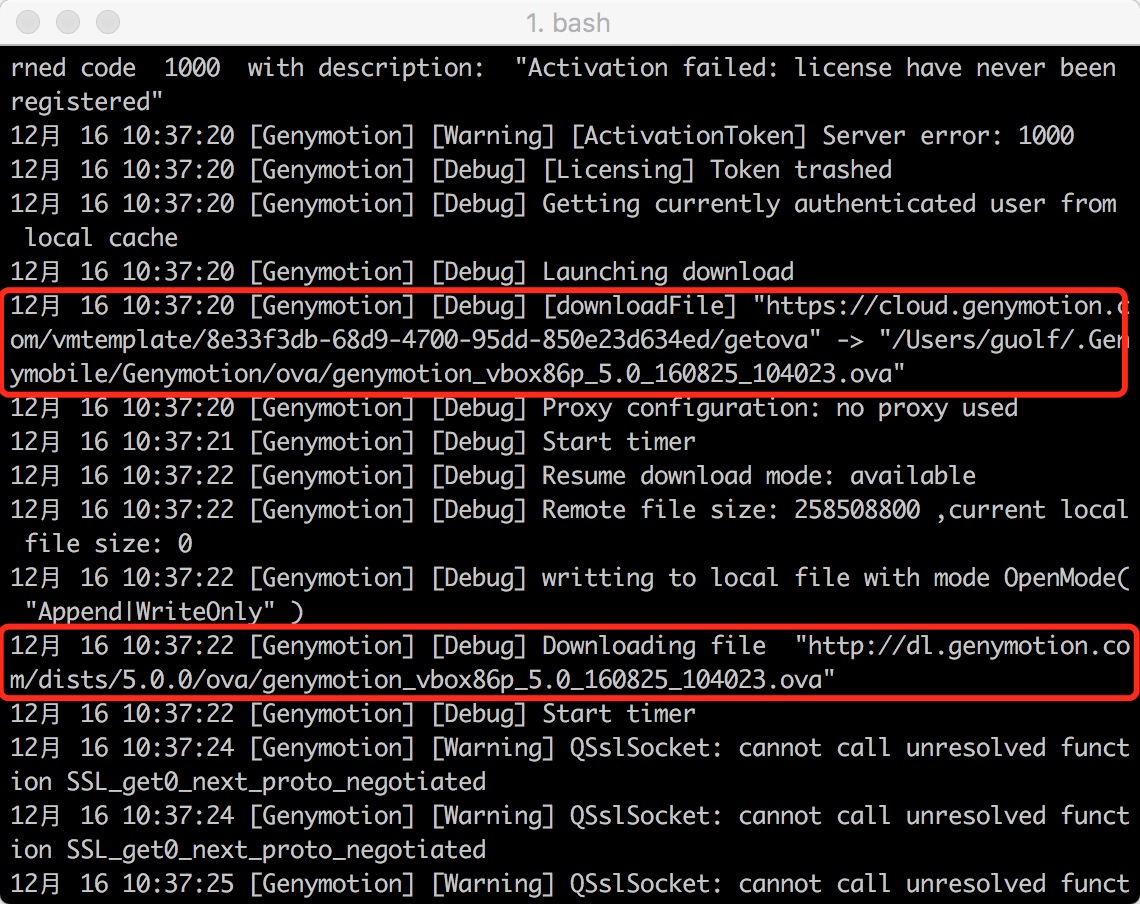 1. bash
rned code  1000  with description:  "Activation failed: license have never been
registered"
12月 16 10:37:20 [Genymotion] [Warning] [ActivationToken] Server error: 1000
12月 16 10:37:20 [Genymotion] [Debug] [Licensing] Token trashed
12月 16 10:37:20 [Genymotion] [Debug] Getting currently authenticated user from
 local cache
12月 16 10:37:20 [Genymotion] [Debug] Launching download
12月 16 10:37:20 [Genymotion] [Debug] [downloadFile] "https://cloud.genymotion.c
om/vmtemplate/8e33f3db-68d9-4700-95dd-850e23d634ed/getova" -> "/Users/guolf/.Gen
ymobile/Genymotion/ova/genymotion_vbox86p_5.0_160825_104023.ova"
12月 16 10:37:20 [Genymotion] [Debug] Proxy configuration: no proxy used
12月 16 10:37:21 [Genymotion] [Debug] Start timer
12月 16 10:37:22 [Genymotion] [Debug] Resume download mode: available
12月 16 10:37:22 [Genymotion] [Debug] Remote file size: 258508800 ,current local
 file size: 0
12月 16 10:37:22 [Genymotion] [Debug] writting to local file with mode OpenMode(
 "Append|WriteOnly" )
12月 16 10:37:22 [Genymotion] [Debug] Downloading file  "http://dl.genymotion.co
m/dists/5.0.0/ova/genymotion_vbox86p_5.0_160825_104023.ova"
12月 16 10:37:22 [Genymotion] [Debug] Start timer
12月 16 10:37:24 [Genymotion] [Warning] QSslSocket: cannot call unresolved funct
ion SSL_get0_next_proto_negotiated
12月 16 10:37:24 [Genymotion] [Warning] QSslSocket: cannot call unresolved funct
ion SSL_get0_next_proto_negotiated
12月 16 10:37:25 [Genymotion] [Warning] QSslSocket: cannot call unresolved funct